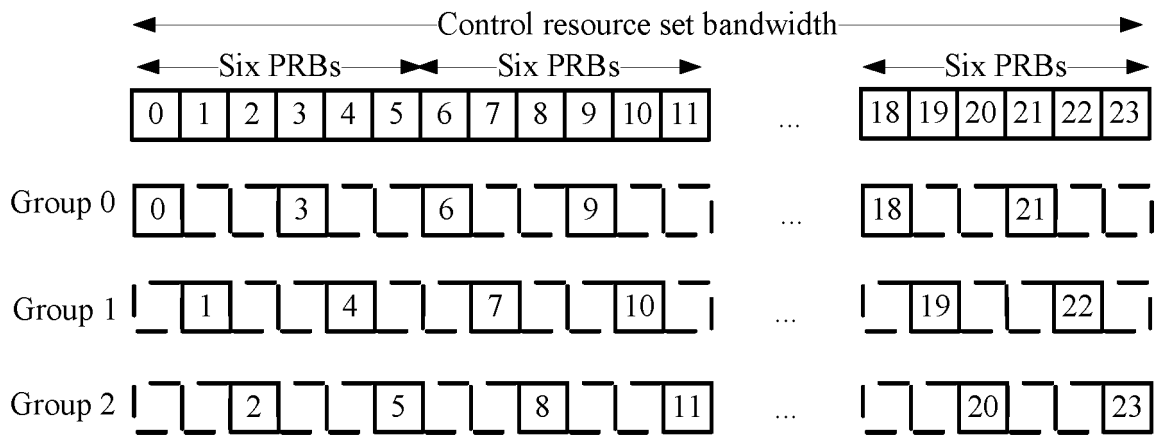 Control resource set bandwidth
Six PRBs Six PRBs Six PRBs
0 1 2 3 4 5 6 7 8 9 10 11 ... 18 19 20 21 22 23
Group 0 0 3 6 9 ... 18 21
Group 1 1 4 7 10 ... 19 22
Group 2 2 5 8 11 ... 20 23